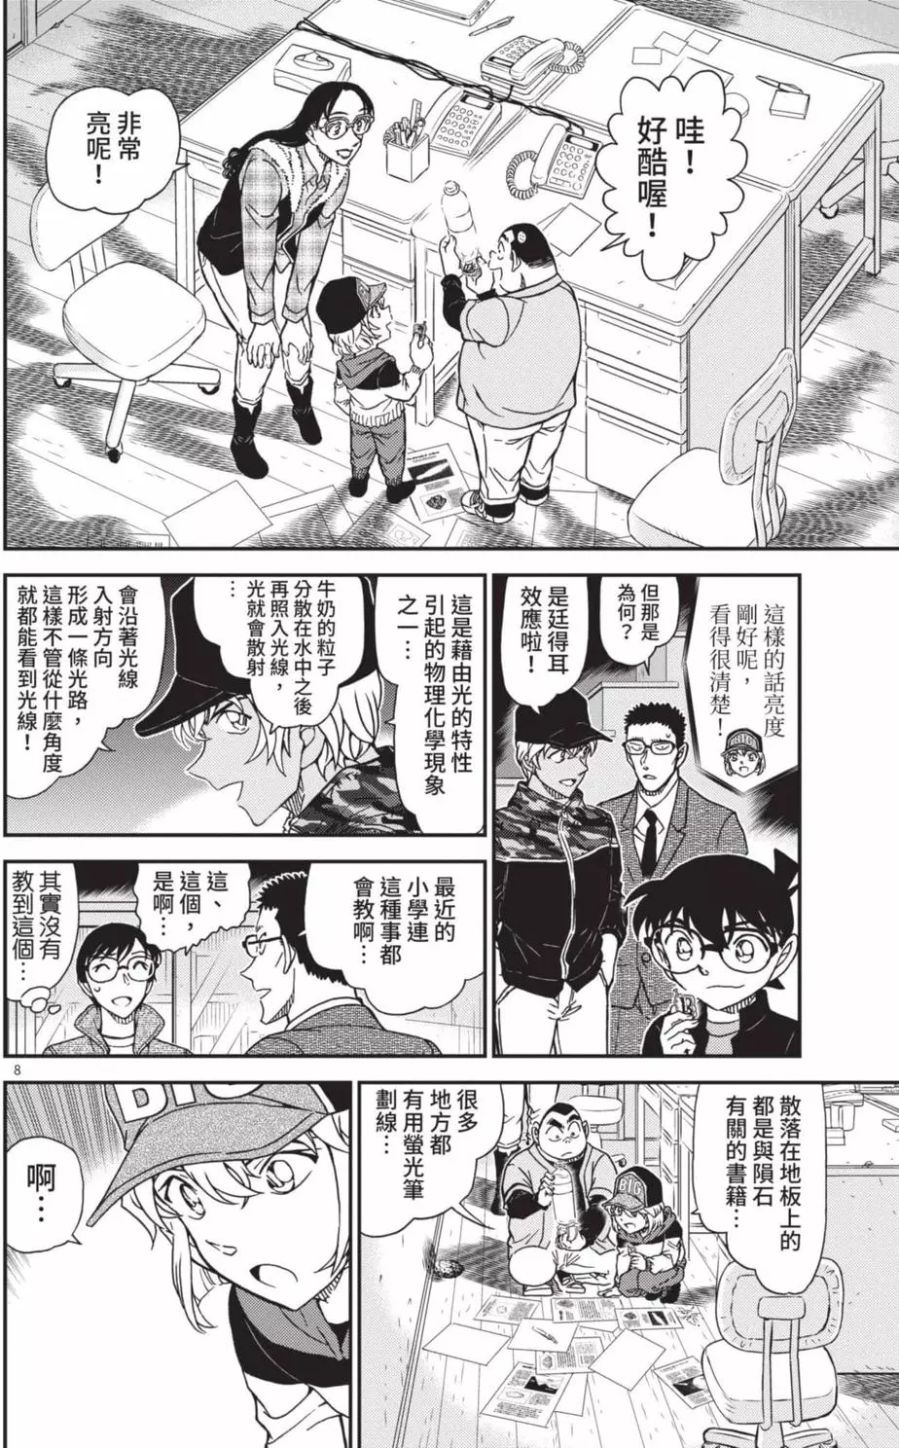 哇！
好酷喔！
非常
亮呢！
這樣的話亮度
剛好呢，
看得很清楚！
但那是
為何？
是廷得耳
效應啦！
這是藉由光的特性
引起的物理化學現象
之一…
牛奶的粒子
分散在水中之後
再照入光線，
光就會散射
…
會沿著光線
入射方向
形成一條光路，
這樣不管從什麼角度
就都能看到光線！
最近的
小學連
這種事都
會教啊…
這、
這個，
是啊…
其實沒有
教到這個…
8
散落在地板上的
都是與隕石
有關的書籍…
很多
地方都
有用螢光筆
劃線…
BIG
BIG
啊…